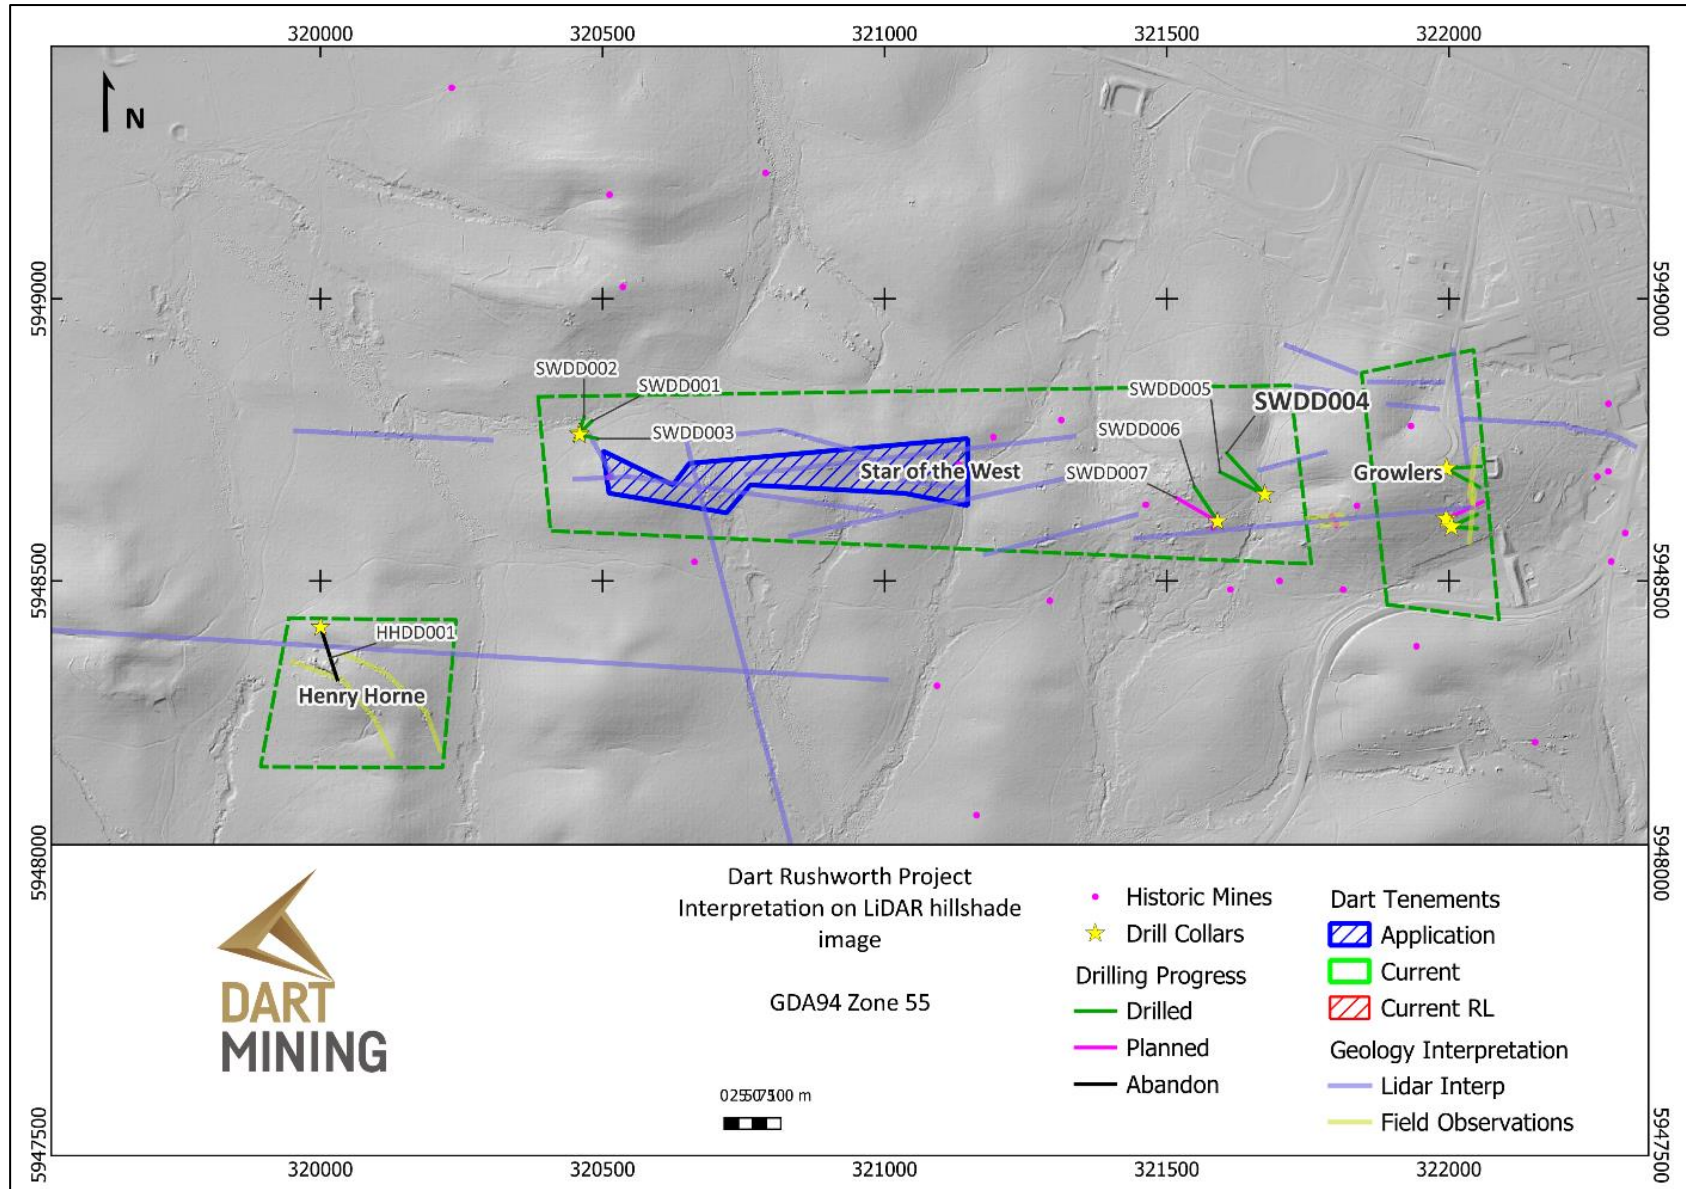 320000 320500 321000 321500 322000
N
5949000
5949000
SWDD002
SWDD001
SWDD003
SWDD005
SWDD004
SWDD006
SWDD007
Star of the West
Growlers
5948500
5948500
HHDD001
Henry Horne
5948000
5948000
DART
MINING
Dart Rushworth Project
Interpretation on LiDAR hillshade
image
GDA94 Zone 55
100 m
Historic Mines
Drill Collars
Drilling Progress
Drilled
Planned
Abandon
Dart Tenements
Application
Current
Current RL
Geology Interpretation
Lidar Interp
Field Observations
5947500
5947500
320000 320500 321000 321500 322000